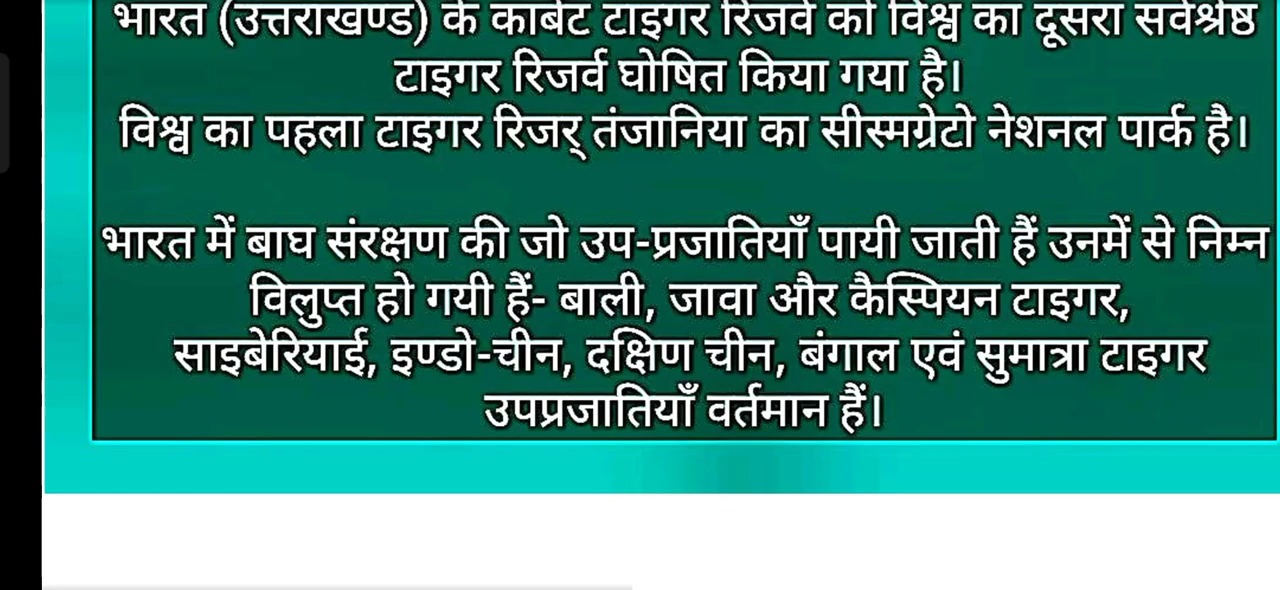 भारत (उत्तराखण्ड) के कार्बेट टाइगर रिजर्व को विश्व का दूसरा सर्वश्रेष्ठ
टाइगर रिजर्व घोषित किया गया है।
विश्व का पहला टाइगर रिजर् तंजानिया का सीस्मग्रेटो नेशनल पार्क है।
भारत में बाघ संरक्षण की जो उप-प्रजातियाँ पायी जाती हैं उनमें से निम्न
विलुप्त हो गयी हैं- बाली, जावा और कैस्पियन टाइगर,
साइबेरियाई, इण्डो-चीन, दक्षिण चीन, बंगाल एवं सुमात्रा टाइगर
उपप्रजातियाँ वर्तमान हैं।